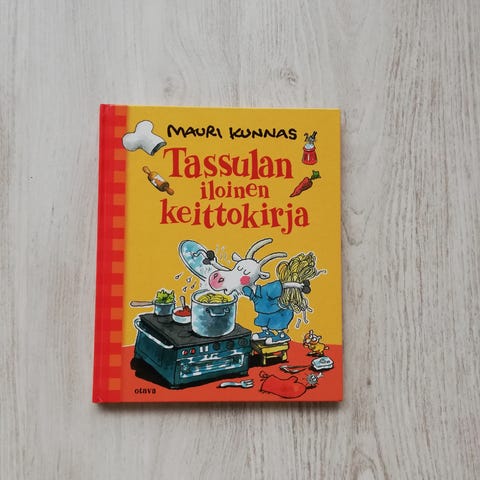 MAURI KUNNAS
Tassulan
iloinen
keittokirja
otava